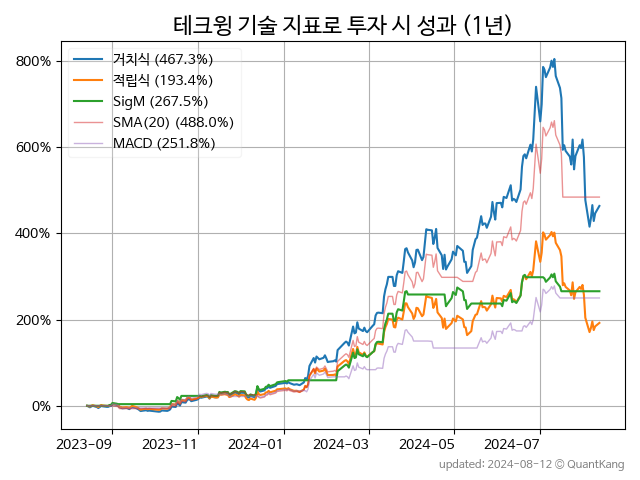 테크윙 기술 지표로 투자 시 성과 (1년)
800%
600%
400%
200%
0%
거치식 (467.3%)
적립식 (193.4%)
SigM (267.5%)
SMA(20) (488.0%)
MACD (251.8%)
2023-09
2023-11
2024-01
2024-03
2024-05
2024-07
updated: 2024-08-12 © QuantKang